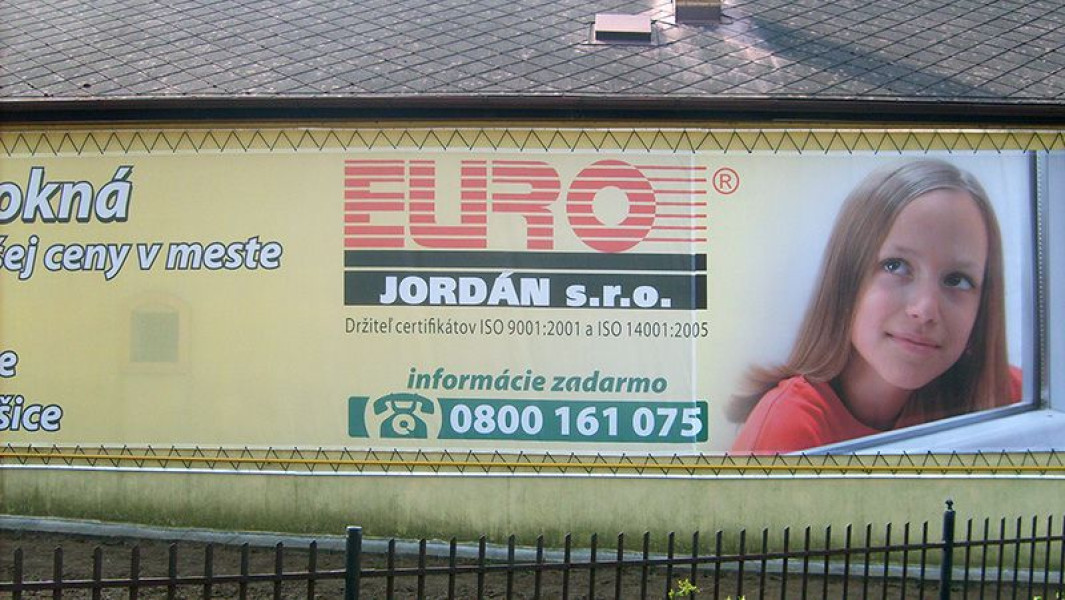 okná
šej ceny v meste
e
šice
EURO ®
JORDÁN s.r.o.
Držiteľ certifikátov ISO 9001:2001 a ISO 14001:2005
informácie zadarmo
0800 161 075